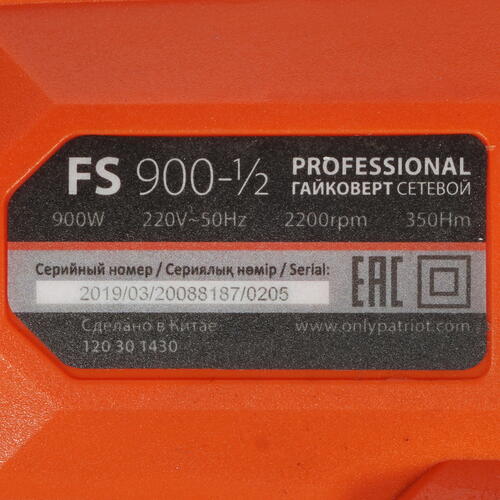 FS 900-½ PROFESSIONAL
ГАЙКОВЕРТ СЕТЕВОЙ
900W 220V~50Hz 2200rpm 350Hm
Серийный номер / Сериялық нөмір / Serial:
2019/03/20088187/0205
EAC
Сделано в Китае
120 30 1430
www.onlypatriot.com